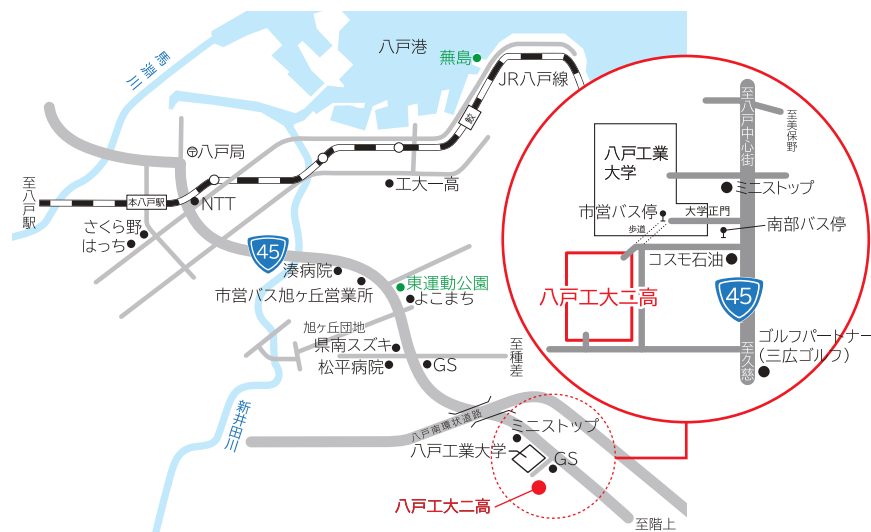 馬淵川
八戸港
蕪島
JR八戸線
鮫
〒八戸局
至八戸駅
本八戸駅
NTT
工大一高
さくら野
はっち
45
湊病院
市営バス旭ヶ丘営業所
東運動公園
よこまち
旭ヶ丘団地
県南スズキ
松平病院
GS
至種差
新井田川
八戸南環状道路
ミニストップ
八戸工業大学
GS
八戸工大二高
至階上
至八戸中心街
至美保野
八戸工業
大学
ミニストップ
市営バス停
大学正門
歩道
南部バス停
コスモ石油
八戸工大二高
45
至久慈
ゴルフパートナー
(三広ゴルフ)